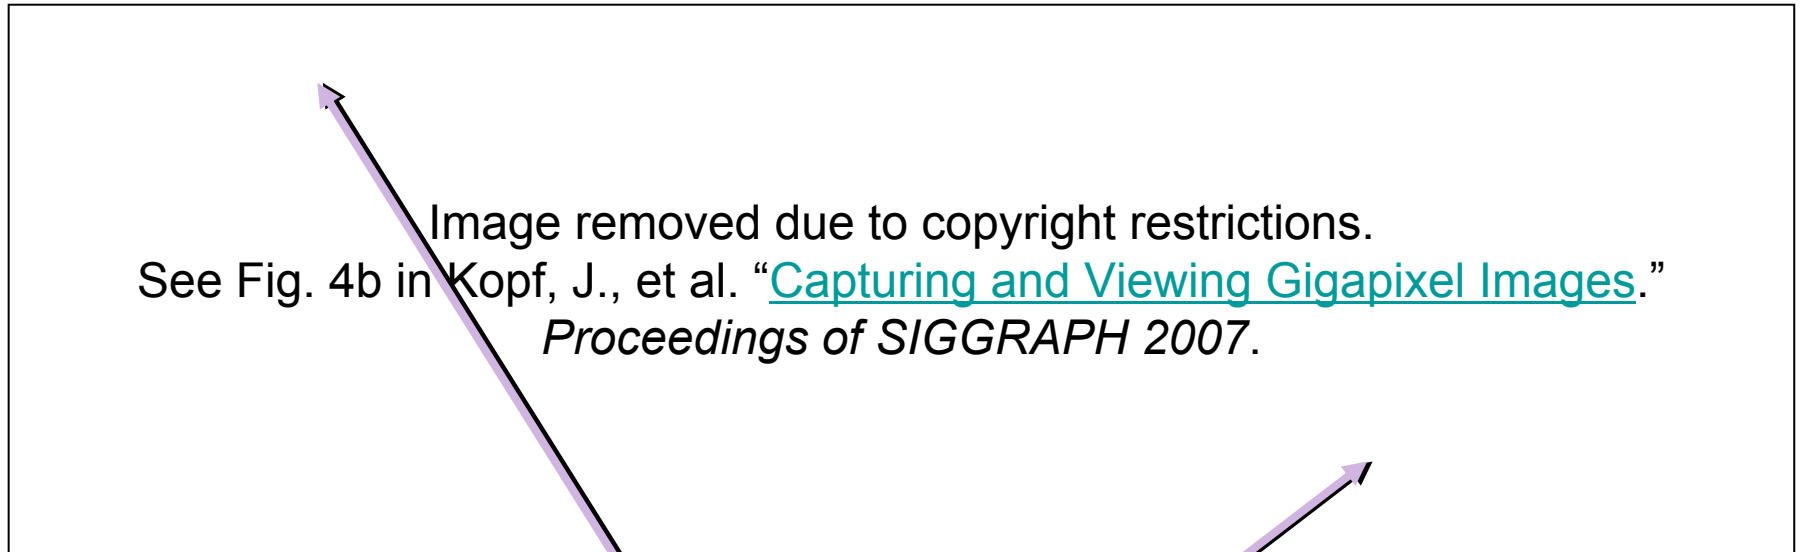 Image removed due to copyright restrictions.
See Fig. 4b in Kopf, J., et al. “Capturing and Viewing Gigapixel Images.”
Proceedings of SIGGRAPH 2007.